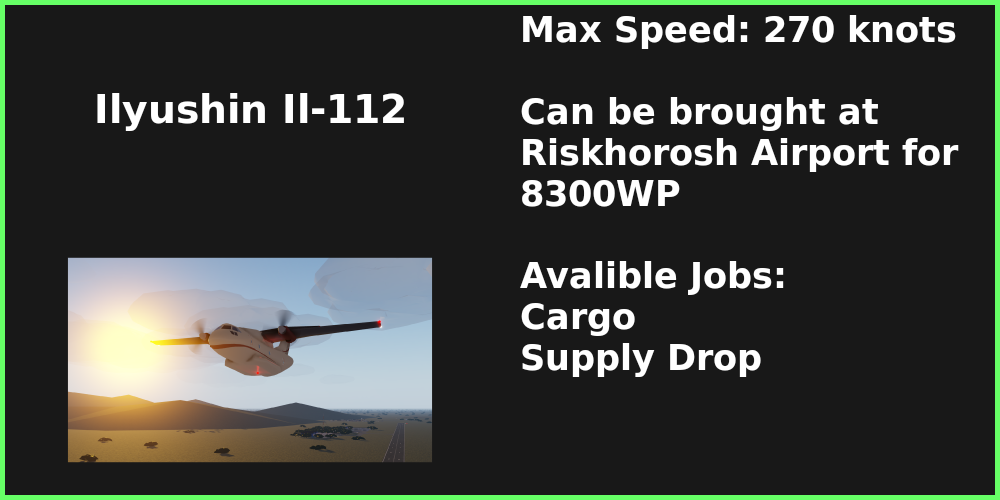 Ilyushin Il-112
Max Speed: 270 knots
Can be brought at
Riskhorosh Airport for
8300WP
Avalible Jobs:
Cargo
Supply Drop